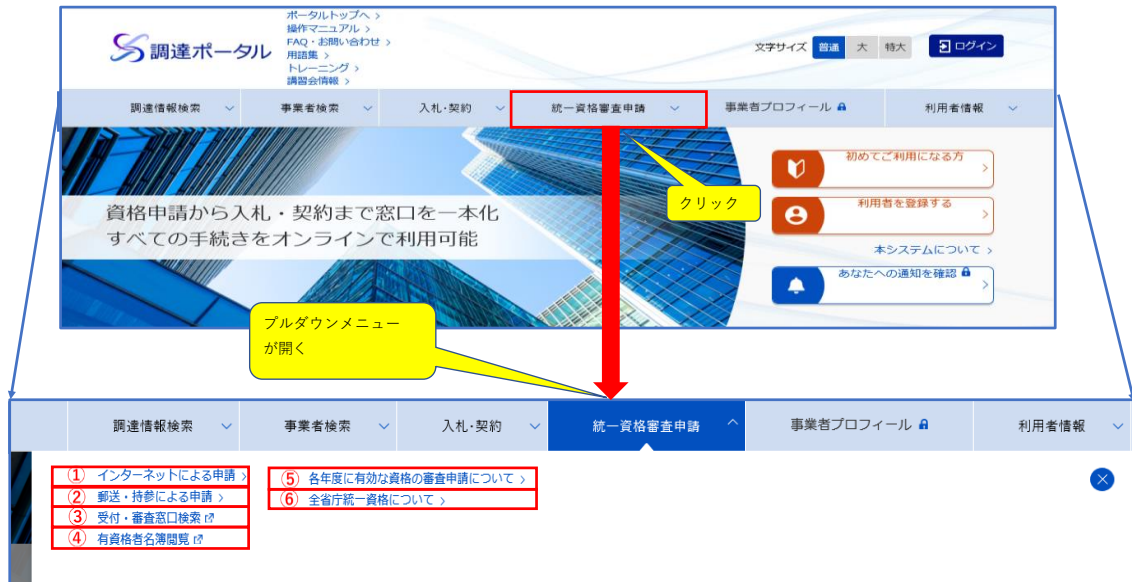 ポータルトップへ >
操作マニュアル >
FAQ・お問い合わせ >
用語集 >
トレーニング >
講習会情報 >
調達ポータル
文字サイズ 普通 大 特大 ログイン
調達情報検索 事業者検索 入札・契約 統一資格審査申請 事業者プロフィール 利用者情報
資格申請から入札・契約まで窓口を一本化
すべての手続きをオンラインで利用可能
クリック
初めてご利用になる方 >
利用者を登録する >
本システムについて >
あなたへの通知を確認 >
プルダウンメニュー
が開く
調達情報検索 事業者検索 入札・契約 統一資格審査申請 事業者プロフィール 利用者情報
① インターネットによる申請 >
② 郵送・持参による申請 >
③ 受付・審査窓口検索
④ 有資格者名簿閲覧
⑤ 各年度に有効な資格の審査申請について >
⑥ 全省庁統一資格について >